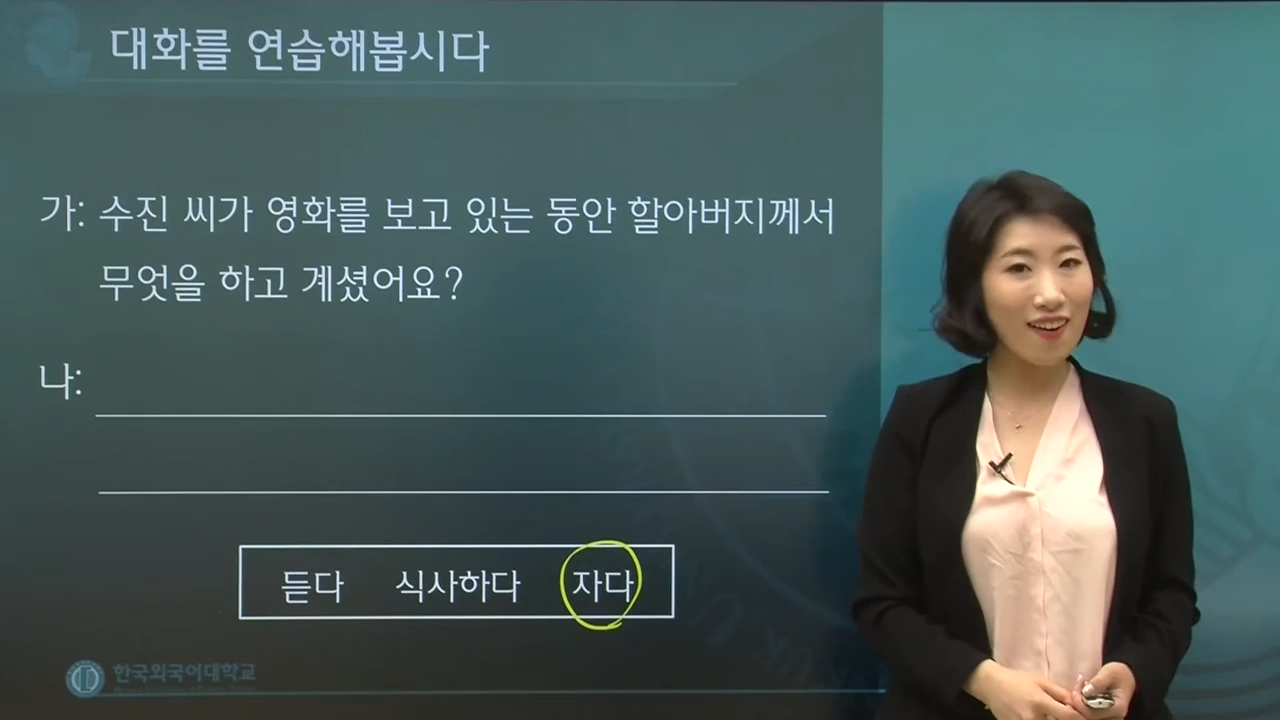 대화를 연습해봅시다
가: 수진 씨가 영화를 보고 있는 동안 할아버지께서
무엇을 하고 계셨어요?
나:
듣다 식사하다 자다
한국외국어대학교